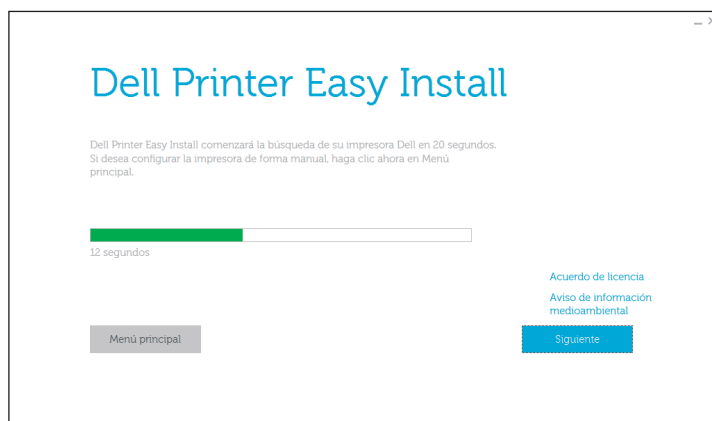 Dell Printer Easy Install
Dell Printer Easy Install comenzará la búsqueda de su impresora Dell en 20 segundos.
Si desea configurar la impresora de forma manual, haga clic ahora en Menú
principal.
12 segundos
Acuerdo de licencia
Aviso de información
medioambiental
Menú principal
Siguiente